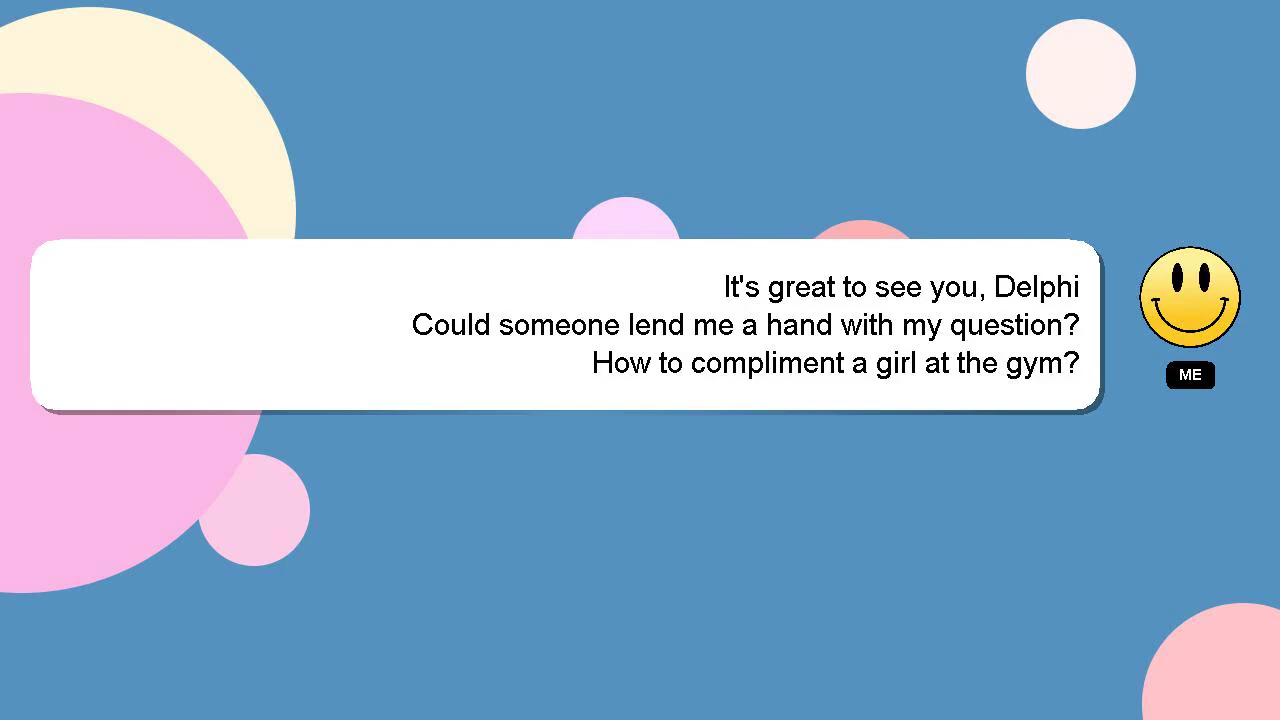 It's great to see you, Delphi
Could someone lend me a hand with my question?
How to compliment a girl at the gym?
ME